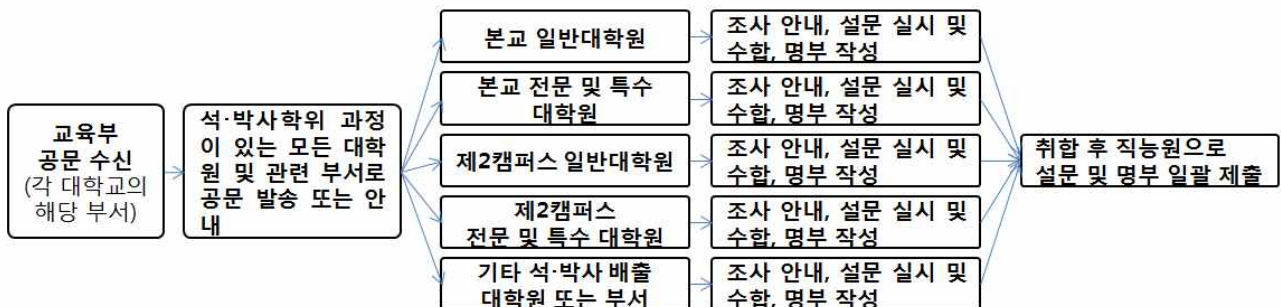 교육부
공문 수신
(각 대학교의
해당 부서)
석·박사학위 과정
이 있는 모든 대학
원 및 관련 부서로
공문 발송 또는 안
내
본교 일반대학원
조사 안내, 설문 실시 및
수합, 명부 작성
본교 전문 및 특수
대학원
조사 안내, 설문 실시 및
수합, 명부 작성
제2캠퍼스 일반대학원
조사 안내, 설문 실시 및
수합, 명부 작성
제2캠퍼스
전문 및 특수 대학원
조사 안내, 설문 실시 및
수합, 명부 작성
기타 석·박사 배출
대학원 또는 부서
조사 안내, 설문 실시 및
수합, 명부 작성
취합 후 직능원으로
설문 및 명부 일괄 제출